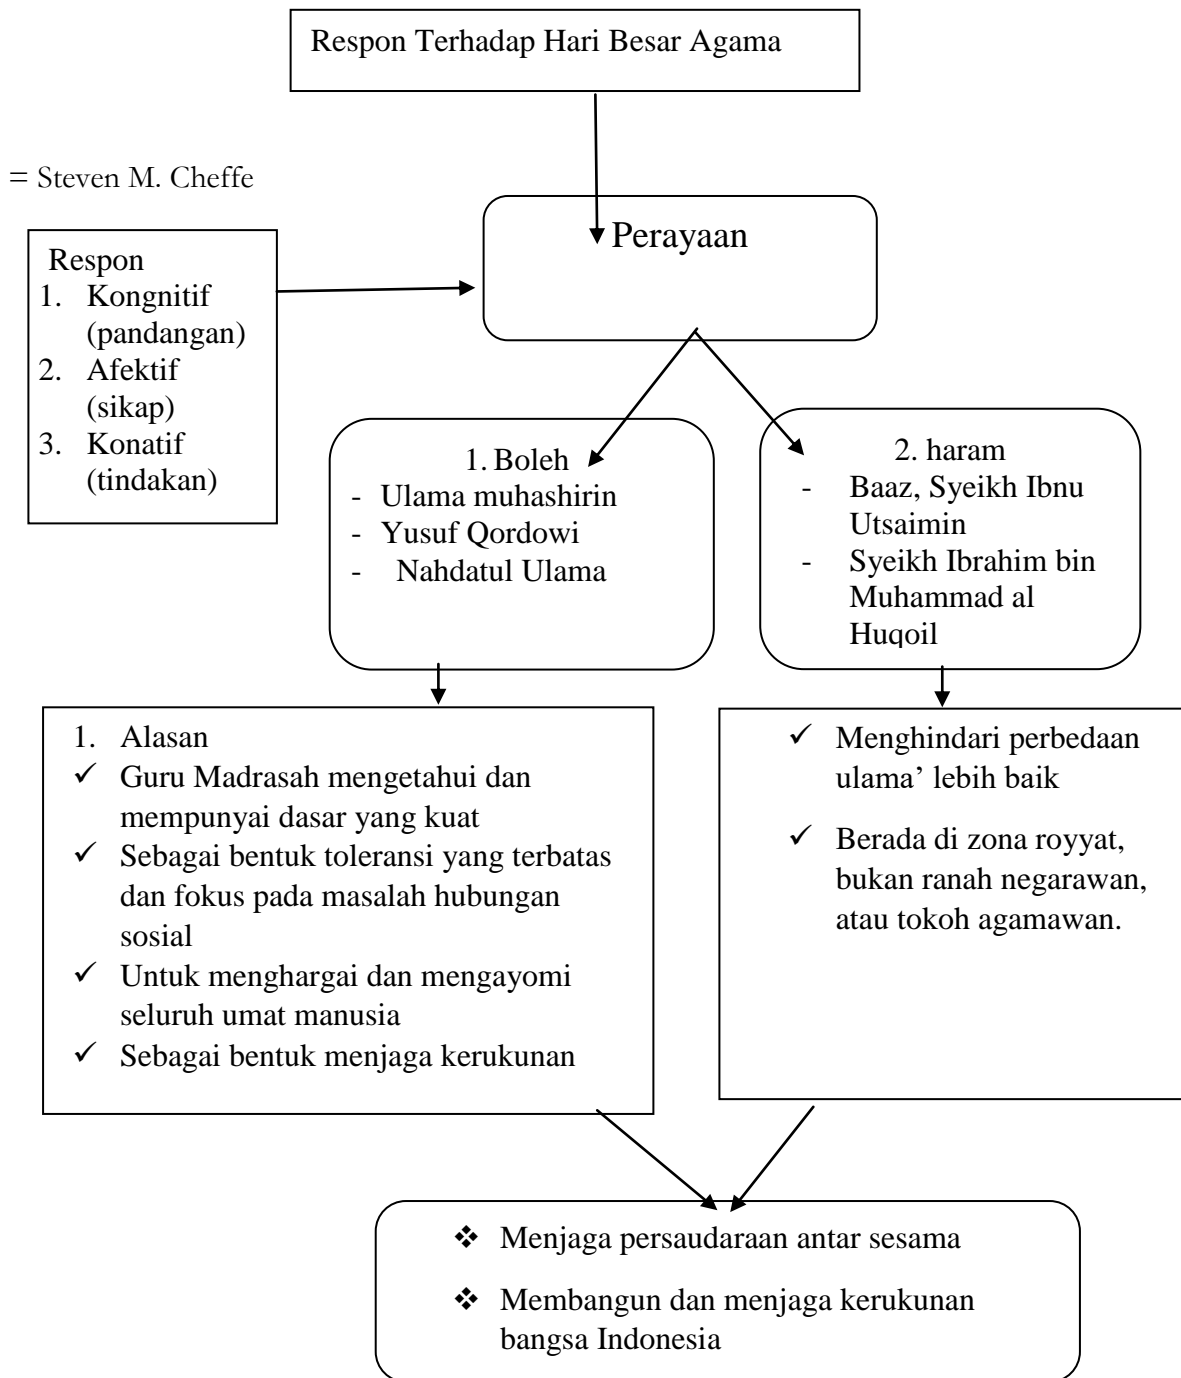 Respon Terhadap Hari Besar Agama
= Steven M. Cheffe
Perayaan
Respon
1. Kongnitif
(pandangan)
2. Afektif
(sikap)
3. Konatif
(tindakan)
1. Boleh
- Ulama muhashirin
- Yusuf Qordowi
- Nahdatul Ulama
2. haram
- Baaz, Syeikh Ibnu
Utsaimin
- Syeikh Ibrahim bin
Muhammad al
Huqoil
1. Alasan
✓ Guru Madrasah mengetahui dan
mempunyai dasar yang kuat
✓ Sebagai bentuk toleransi yang terbatas
dan fokus pada masalah hubungan
sosial
✓ Untuk menghargai dan mengayomi
seluruh umat manusia
✓ Sebagai bentuk menjaga kerukunan
✓ Menghindari perbedaan
ulama’ lebih baik
✓ Berada di zona royyat,
bukan ranah negarawan,
atau tokoh agamawan.
❖ Menjaga persaudaraan antar sesama
❖ Membangun dan menjaga kerukunan
bangsa Indonesia